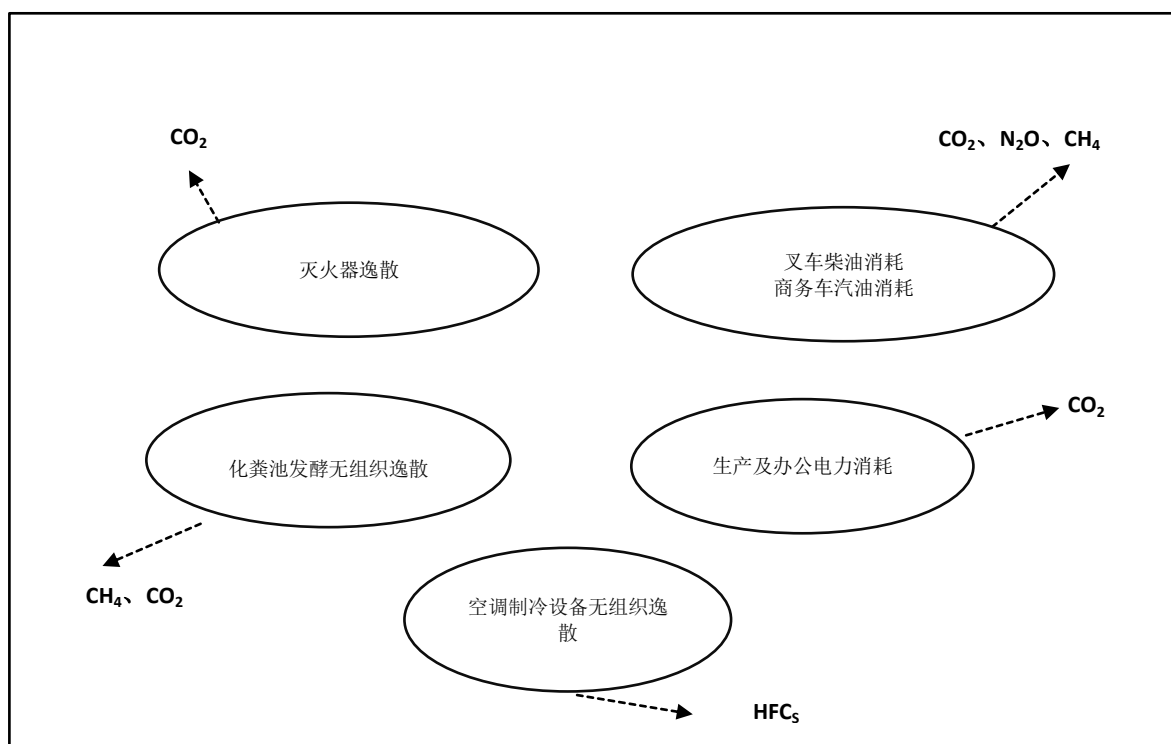 CO₂
CO₂、N₂O、CH₄
灭火器逸散
叉车柴油消耗
商务车汽油消耗
CO₂
化粪池发酵无组织逸散
生产及办公电力消耗
CH₄、CO₂
空调制冷设备无组织逸
散
HFCₛ